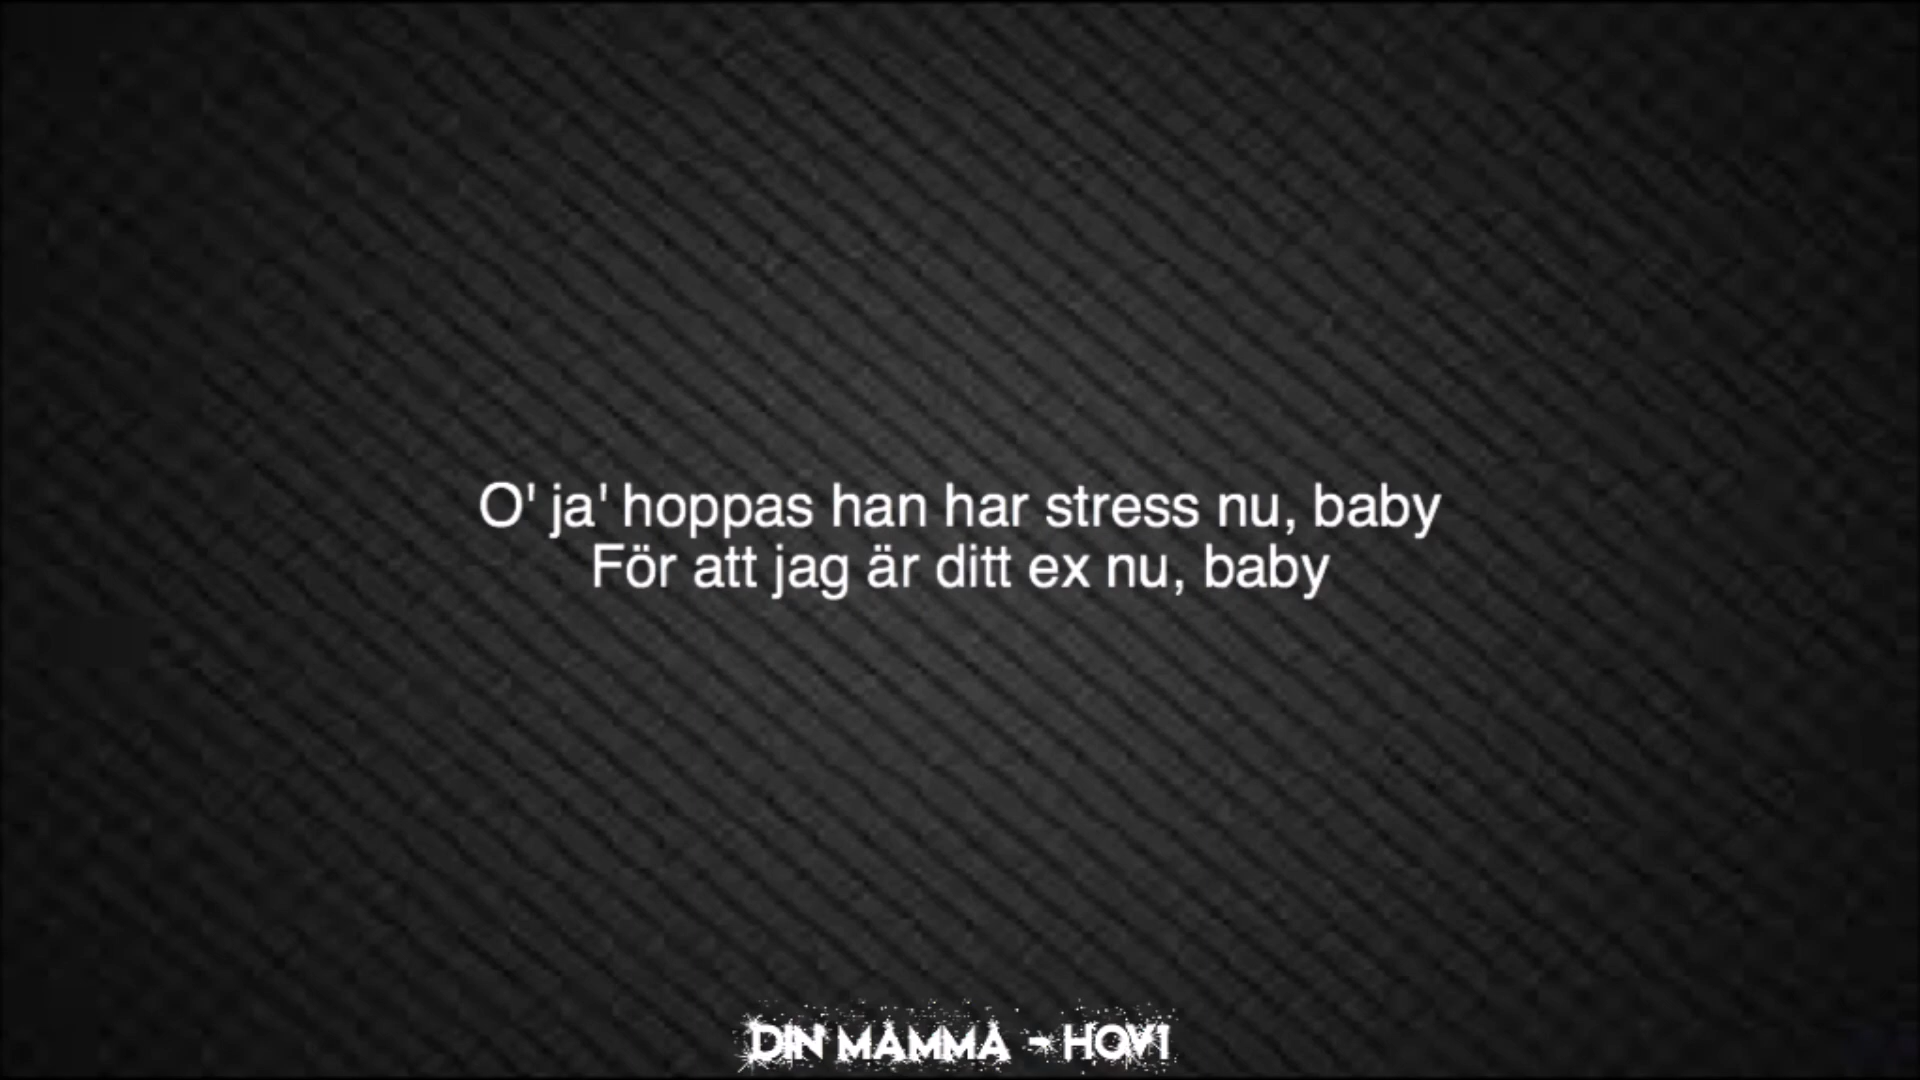 O' ja' hoppas han har stress nu, baby
För att jag är ditt ex nu, baby
DIN MAMMA - HOV1